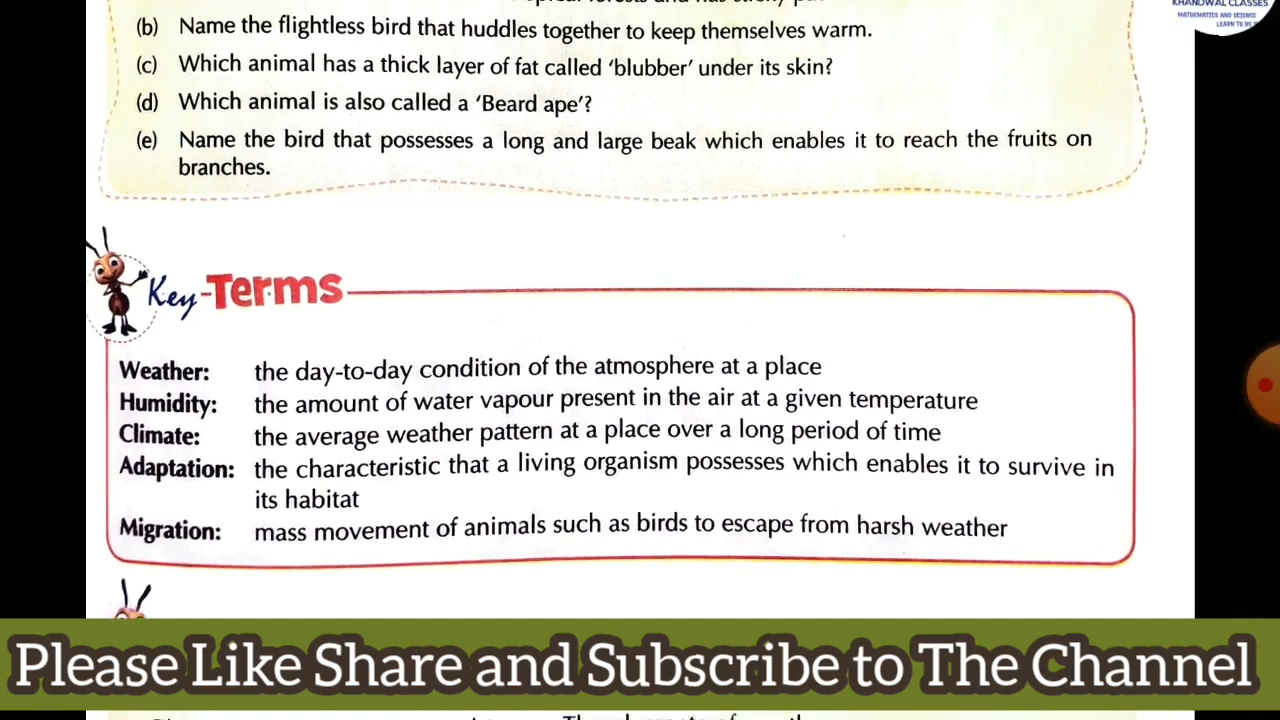 (b) Name the flightless bird that huddles together to keep themselves warm.
(c) Which animal has a thick layer of fat called 'blubber' under its skin?
(d) Which animal is also called a 'Beard ape'?
(e) Name the bird that possesses a long and large beak which enables it to reach the fruits on
branches.
KHANDWAL CLASSES
MATHEMATICS AND SCIENCE
Key-Terms
Weather: the day-to-day condition of the atmosphere at a place
Humidity: the amount of water vapour present in the air at a given temperature
Climate: the average weather pattern at a place over a long period of time
Adaptation: the characteristic that a living organism possesses which enables it to survive in
its habitat
Migration: mass movement of animals such as birds to escape from harsh weather
Please Like Share and Subscribe to The Channel